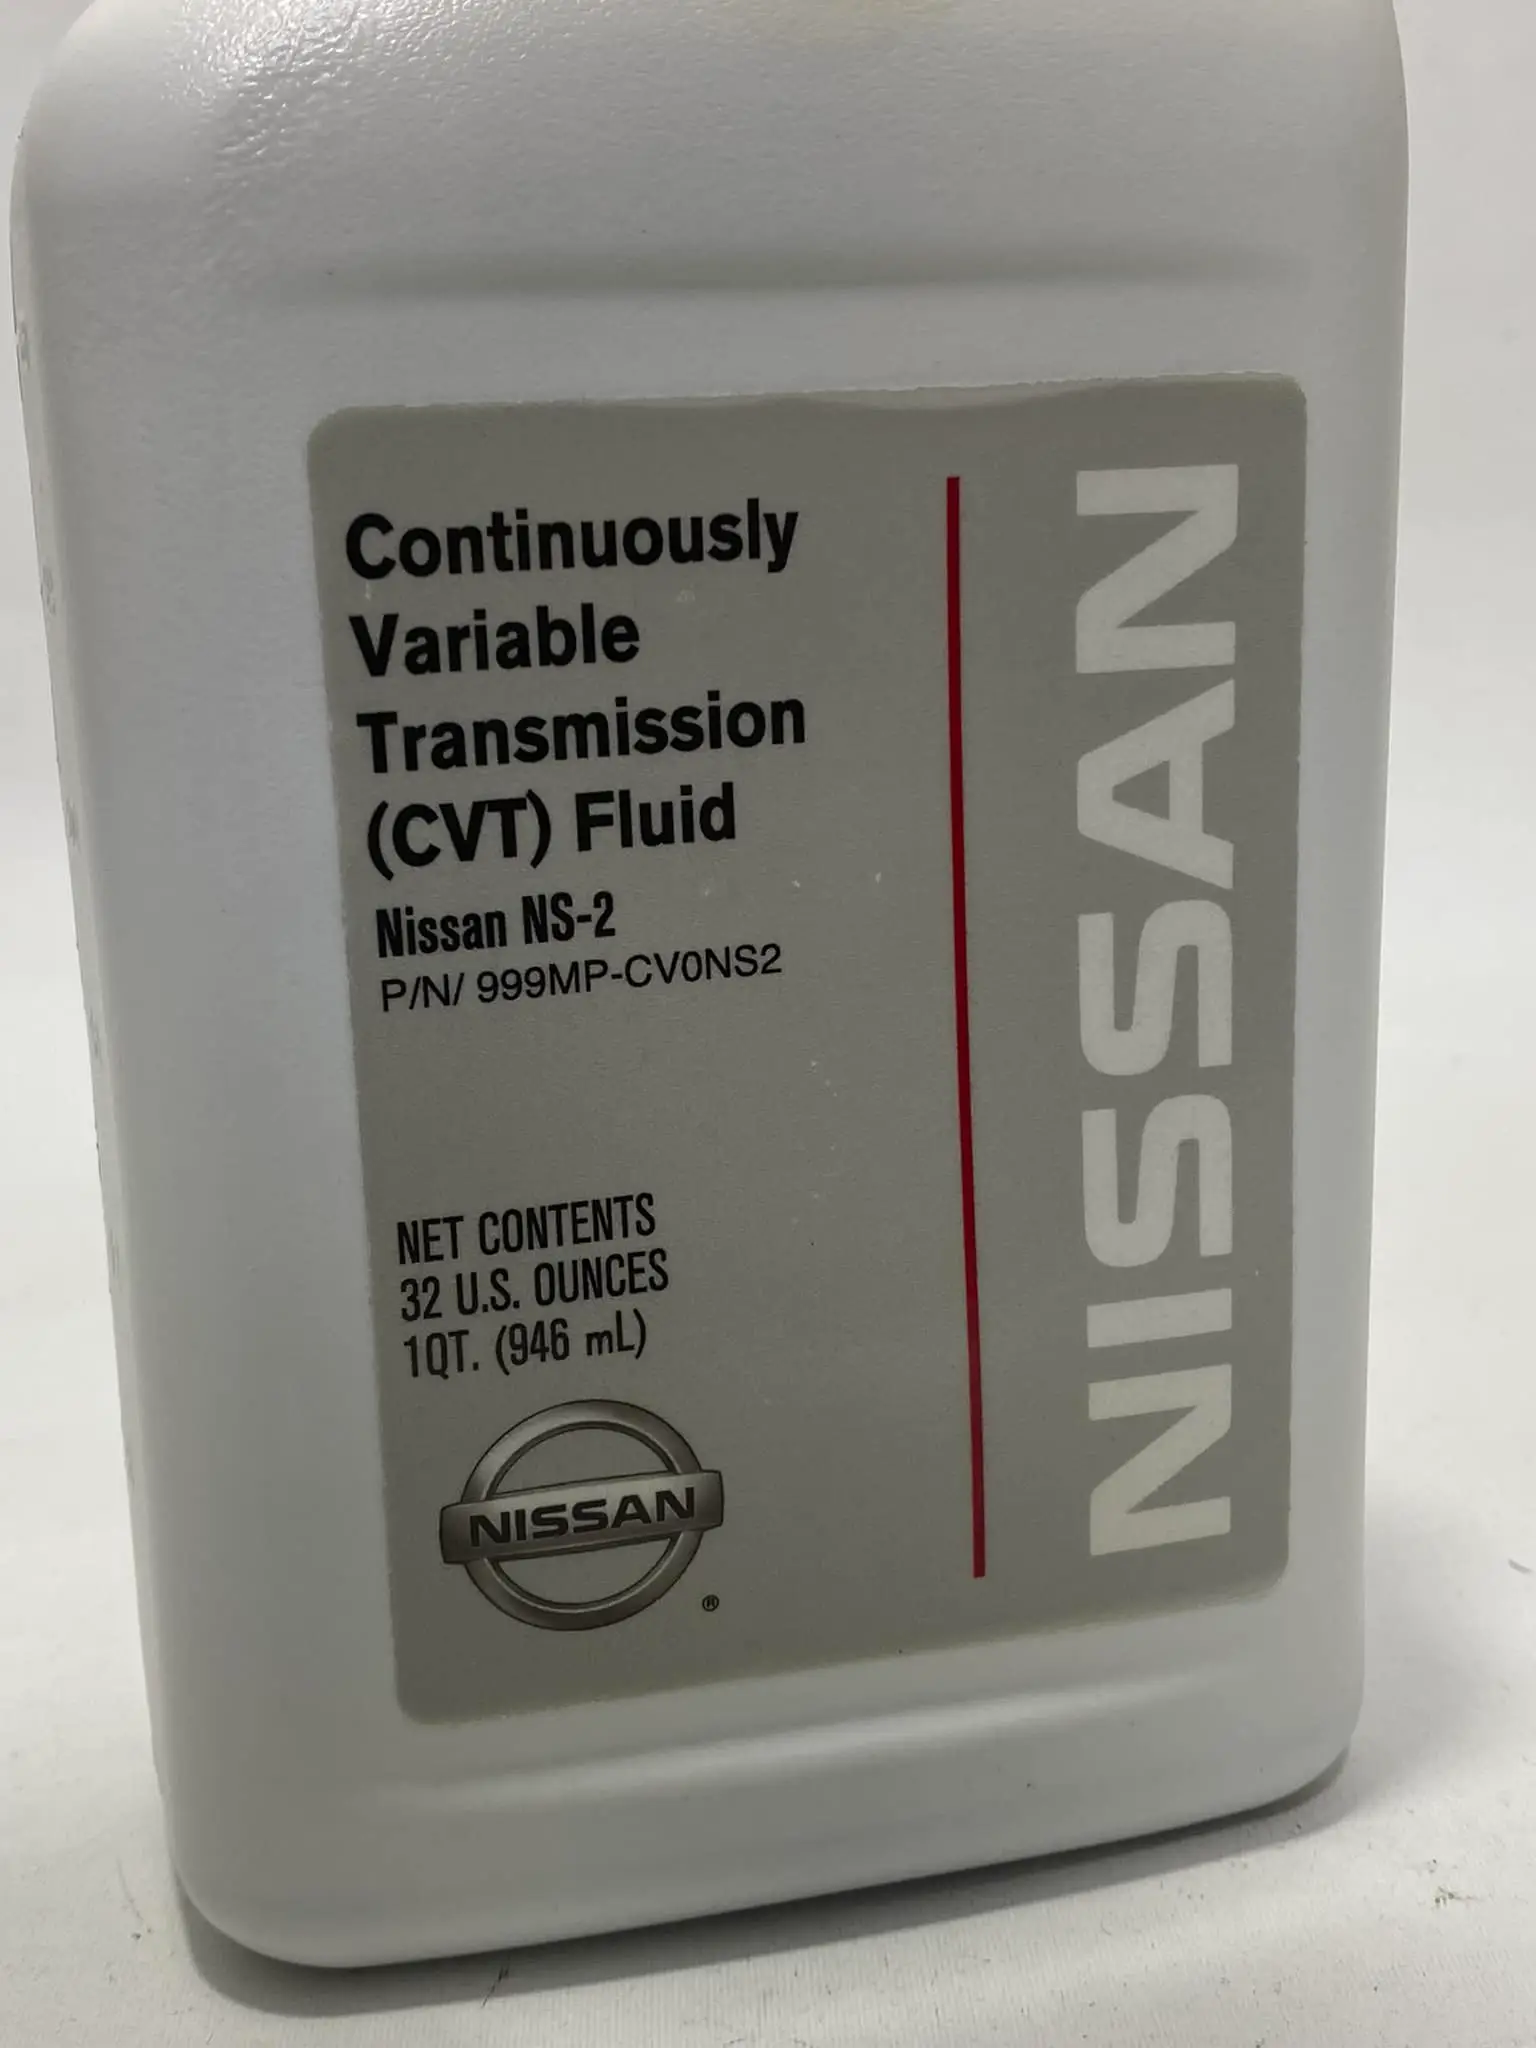 Continuously
Variable
Transmission
(CVT) Fluid
Nissan NS-2
P/N/ 999MP-CV0NS2
NET CONTENTS
32 U.S. OUNCES
1QT. (946 mL)
NISSAN
®
NISSAN